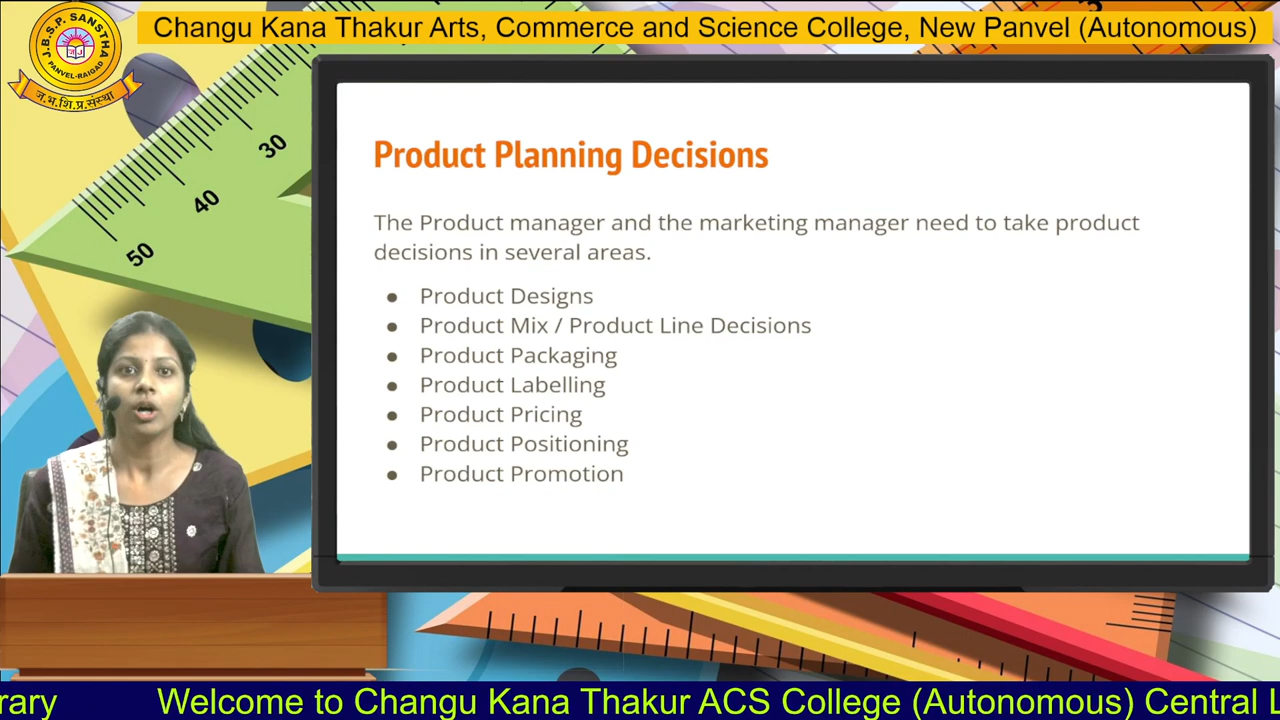 J.B.S.P. SANSTHA
PANVEL-RAIGAD
ज.भ.शि.प्र.संस्था
Changu Kana Thakur Arts, Commerce and Science College, New Panvel (Autonomous)
30
40
50
Product Planning Decisions
The Product manager and the marketing manager need to take product
decisions in several areas.
● Product Designs
● Product Mix / Product Line Decisions
● Product Packaging
● Product Labelling
● Product Pricing
● Product Positioning
● Product Promotion
rary Welcome to Changu Kana Thakur ACS College (Autonomous) Central L